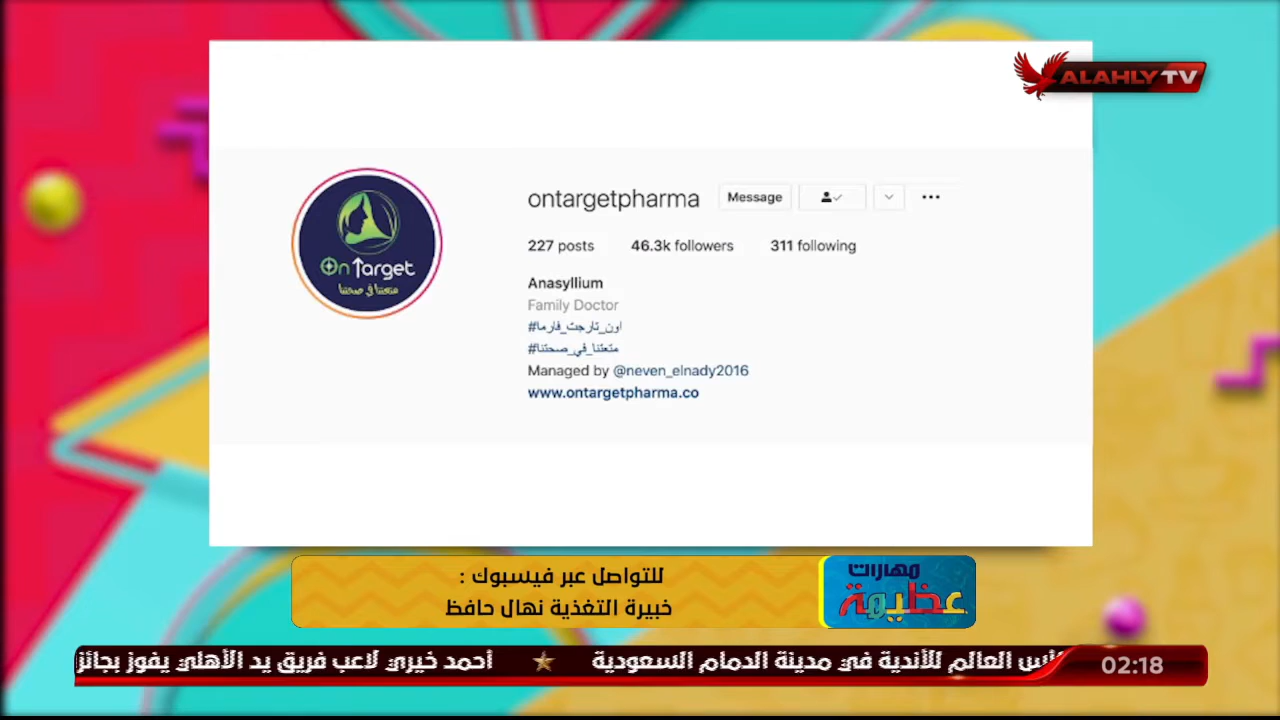 ALAHLY TV
On Target
متعتنا في صحتنا
ontargetpharma
Message
227 posts 46.3k followers 311 following
Anasyllium
Family Doctor
#اون_تارجت_فارما
#متعتنا_في_صحتنا
Managed by @neven_elnady2016
www.ontargetpharma.co
مهارات
عظيمة
للتواصل عبر فيسبوك :
خبيرة التغذية نهال حافظ
العالم للأندية في مدينة الدمام السعودية ★ أحمد خيري لاعب فريق يد الأهلي يفوز
02:18